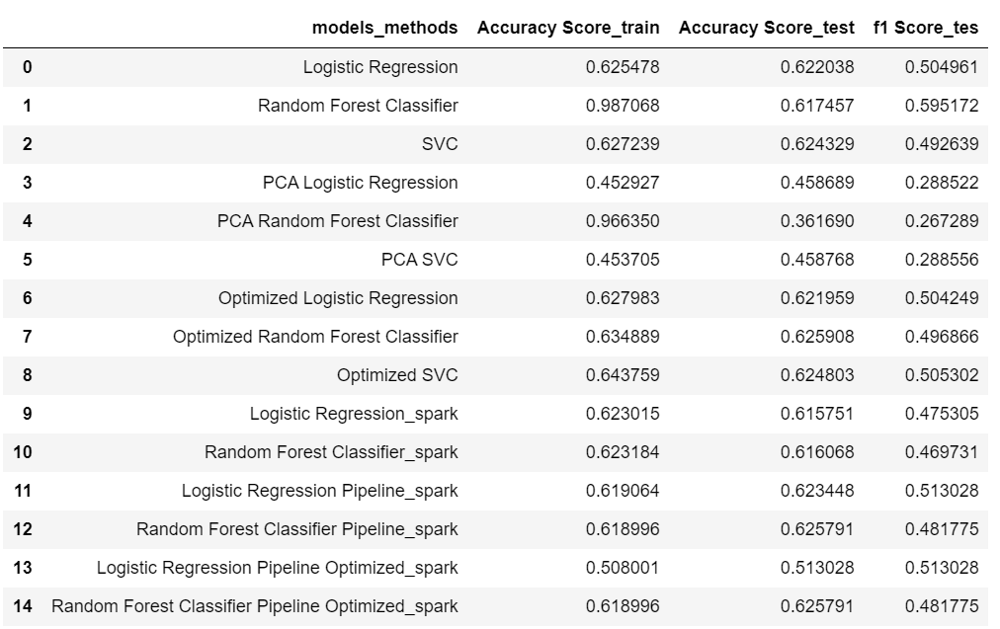 models_methods Accuracy Score_train Accuracy Score_test f1 Score_tes
0 Logistic Regression 0.625478 0.622038 0.504961
1 Random Forest Classifier 0.987068 0.617457 0.595172
2 SVC 0.627239 0.624329 0.492639
3 PCA Logistic Regression 0.452927 0.458689 0.288522
4 PCA Random Forest Classifier 0.966350 0.361690 0.267289
5 PCA SVC 0.453705 0.458768 0.288556
6 Optimized Logistic Regression 0.627983 0.621959 0.504249
7 Optimized Random Forest Classifier 0.634889 0.625908 0.496866
8 Optimized SVC 0.643759 0.624803 0.505302
9 Logistic Regression_spark 0.623015 0.615751 0.475305
10 Random Forest Classifier_spark 0.623184 0.616068 0.469731
11 Logistic Regression Pipeline_spark 0.619064 0.623448 0.513028
12 Random Forest Classifier Pipeline_spark 0.618996 0.625791 0.481775
13 Logistic Regression Pipeline Optimized_spark 0.508001 0.513028 0.513028
14 Random Forest Classifier Pipeline Optimized_spark 0.618996 0.625791 0.481775